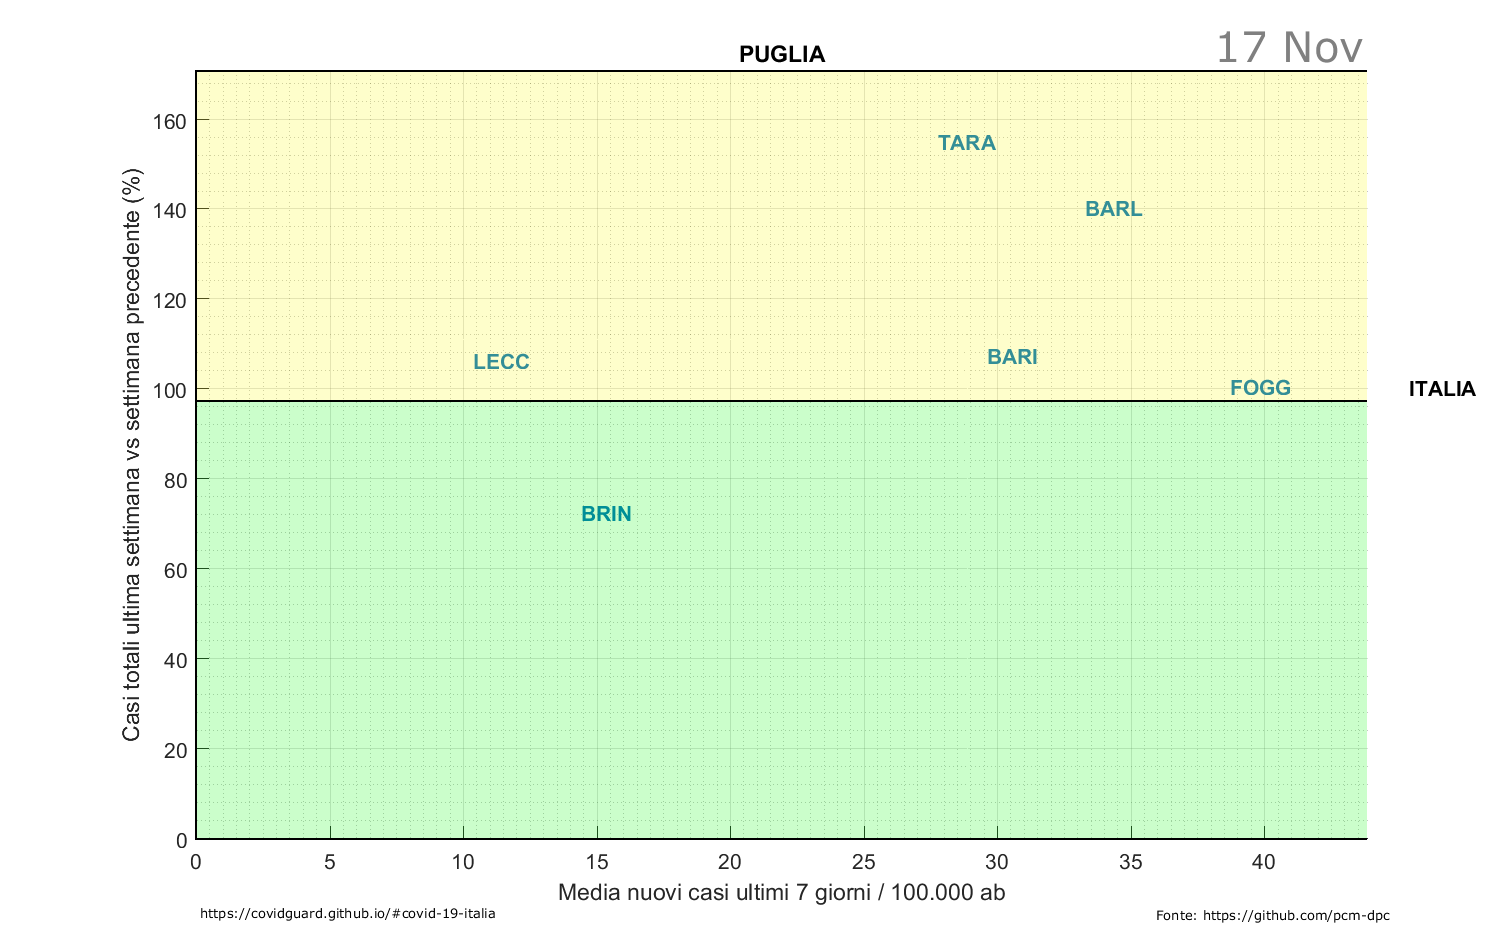 PUGLIA
17 Nov
Casi totali ultima settimana vs settimana precedente (%)
160
140
120
100
80
60
40
20
0
TARA
BARL
LECC
BARI
FOGG
ITALIA
BRIN
0 5 10 15 20 25 30 35 40
Media nuovi casi ultimi 7 giorni / 100.000 ab
https://covidguard.github.io/#covid-19-italia
Fonte: https://github.com/pcm-dpc